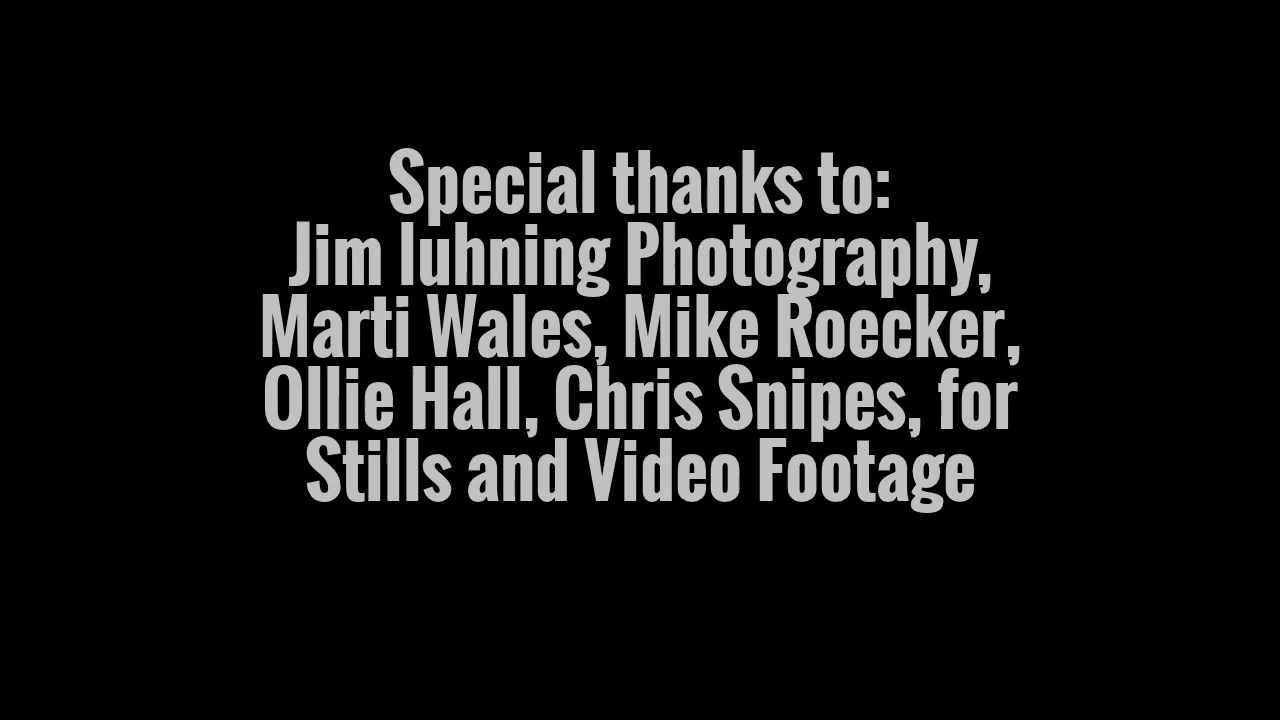 Special thanks to:
Jim luhning Photography,
Marti Wales, Mike Roecker,
Ollie Hall, Chris Snipes, for
Stills and Video Footage